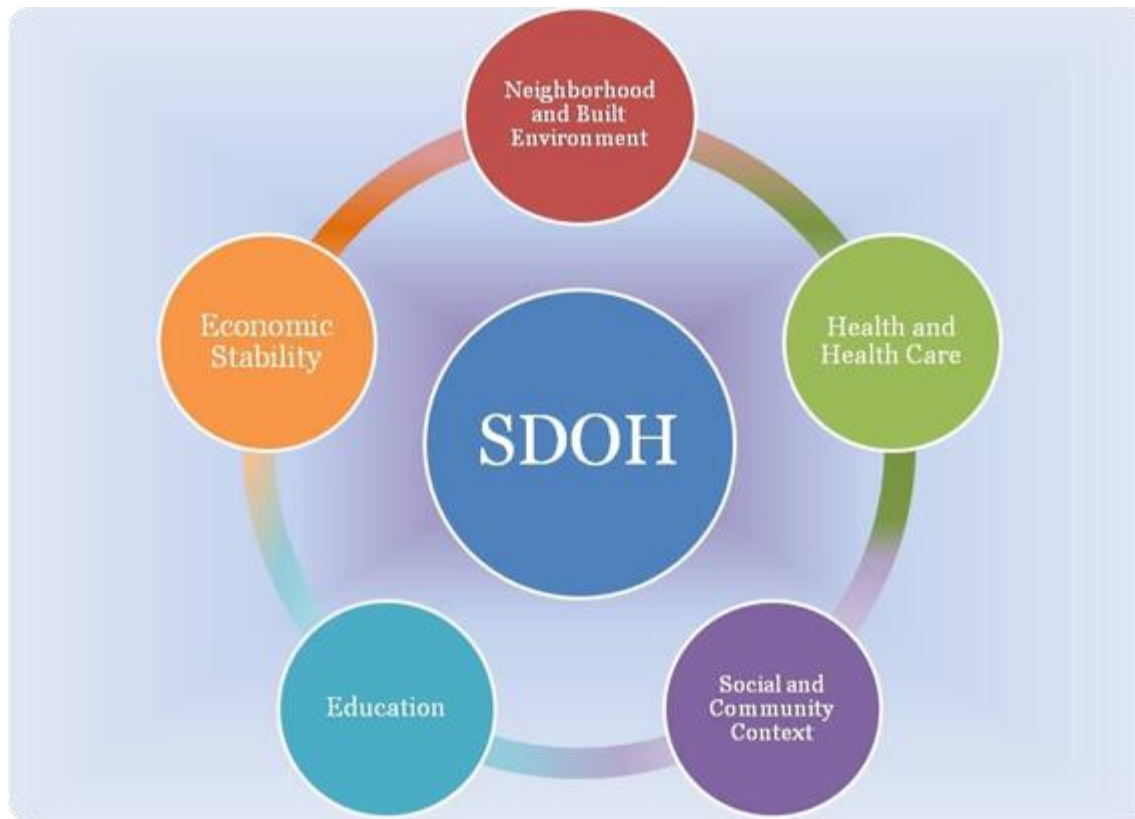 Neighborhood
and Built
Environment
Economic
Stability
Health and
Health Care
SDOH
Education
Social and
Community
Context